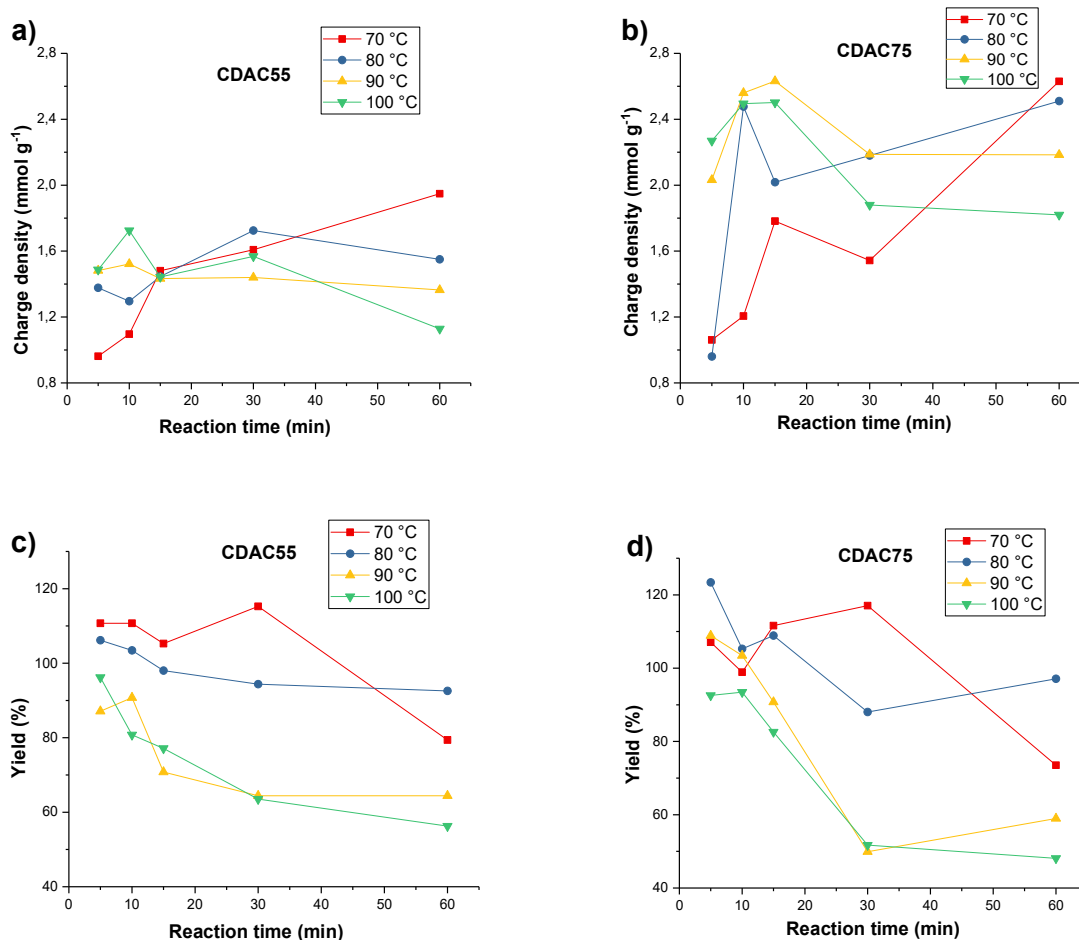 a)
CDAC55
70 °C
80 °C
90 °C
100 °C
2,8
2,4
2,0
1,6
1,2
0,8
Charge density (mmol g-1)
0 10 20 30 40 50 60
Reaction time (min)
b)
CDAC75
70 °C
80 °C
90 °C
100 °C
2,8
2,4
2,0
1,6
1,2
0,8
Charge density (mmol g-1)
0 10 20 30 40 50 60
Reaction time (min)
c)
CDAC55
70 °C
80 °C
90 °C
100 °C
120
100
80
60
40
Yield (%)
0 10 20 30 40 50 60
Reaction time (min)
d)
CDAC75
70 °C
80 °C
90 °C
100 °C
120
100
80
60
40
Yield (%)
0 10 20 30 40 50 60
Reaction time (min)